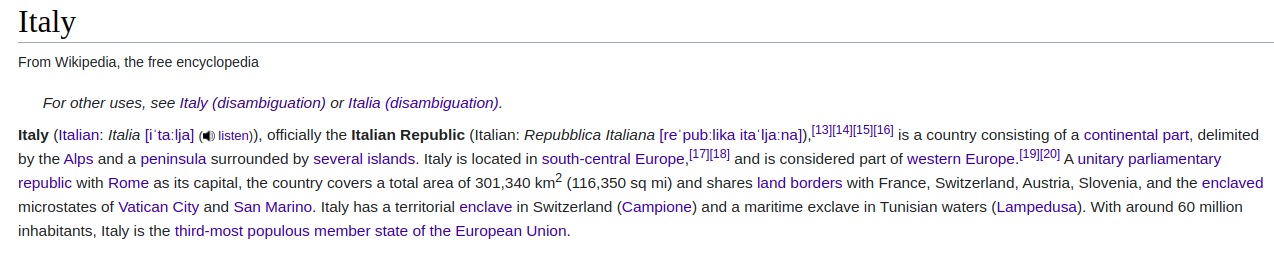 Italy
From Wikipedia, the free encyclopedia
For other uses, see Italy (disambiguation) or Italia (disambiguation).
Italy (Italian: Italia [iˈtaːlja] (listen)), officially the Italian Republic (Italian: Repubblica Italiana [reˈpubːlika itaˈljaːna]),[13][14][15][16] is a country consisting of a continental part, delimited
by the Alps and a peninsula surrounded by several islands. Italy is located in south-central Europe,[17][18] and is considered part of western Europe.[19][20] A unitary parliamentary
republic with Rome as its capital, the country covers a total area of 301,340 km2 (116,350 sq mi) and shares land borders with France, Switzerland, Austria, Slovenia, and the enclaved
microstates of Vatican City and San Marino. Italy has a territorial enclave in Switzerland (Campione) and a maritime exclave in Tunisian waters (Lampedusa). With around 60 million
inhabitants, Italy is the third-most populous member state of the European Union.